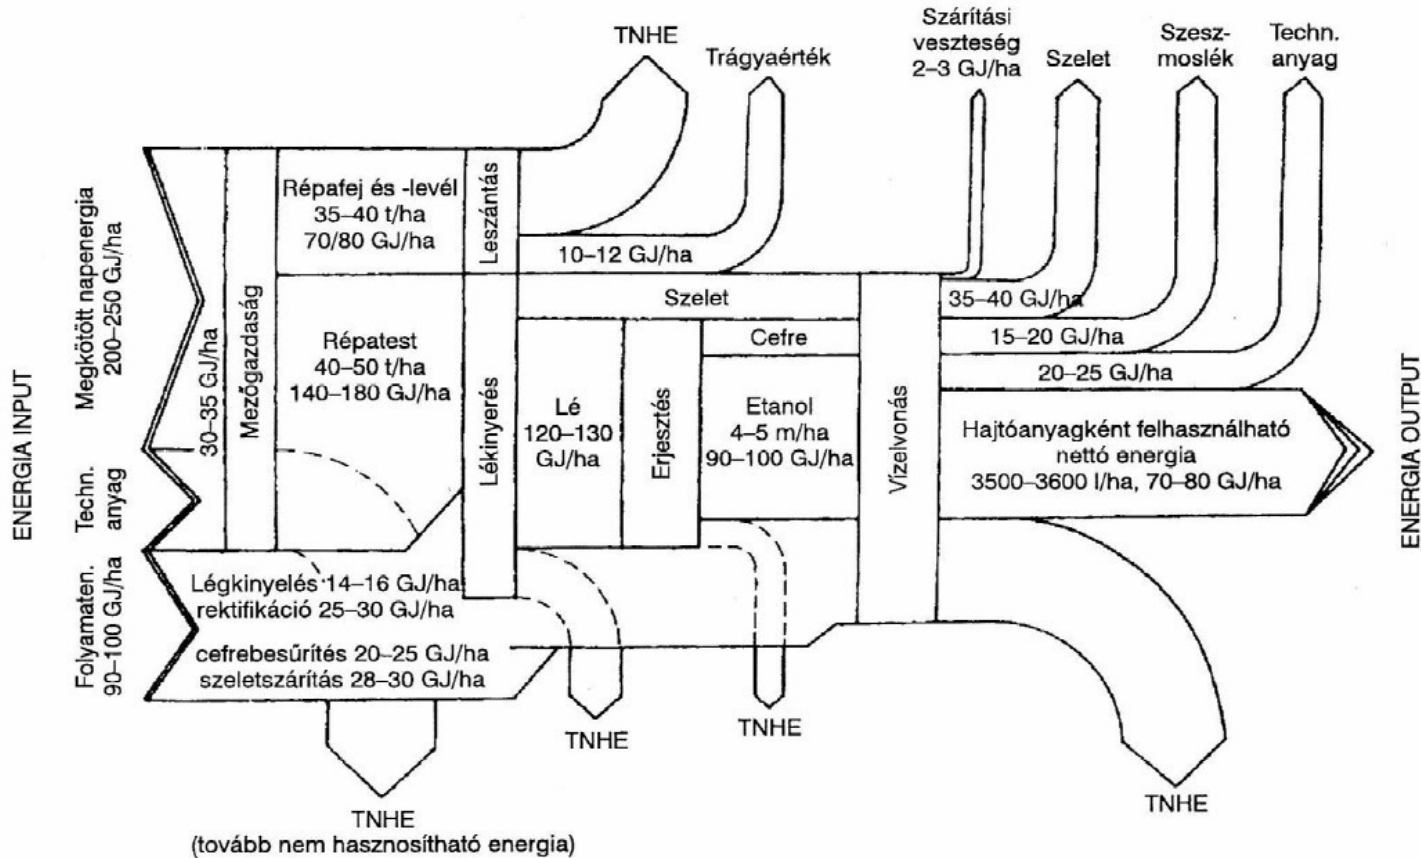 TNHE
Trágyaérték
Szárítási
veszteség
2–3 GJ/ha
Szelet
Szesz-
moslék
Techn.
anyag
ENERGIA INPUT
Megkötött napenergia
200–250 GJ/ha
Techn.
anyag
Folyamaten.
90–100 GJ/ha
30–35 GJ/ha
Mezőgazdaság
Répafej és -levél
35–40 t/ha
70/80 GJ/ha
Leszántás
10–12 GJ/ha
Répatest
40–50 t/ha
140–180 GJ/ha
Lékinyerés
Szelet
Lé
120–130
GJ/ha
Erjesztés
Cefre
Etanol
4–5 m/ha
90–100 GJ/ha
Vízelvonás
35–40 GJ/ha
15–20 GJ/ha
20–25 GJ/ha
Hajtóanyagként felhasználható
nettó energia
3500–3600 l/ha, 70–80 GJ/ha
ENERGIA OUTPUT
Légkinyelés 14–16 GJ/ha
rektifikáció 25–30 GJ/ha
cefrebesűrítés 20–25 GJ/ha
szeletszárítás 28–30 GJ/ha
TNHE
TNHE
TNHE
TNHE
(tovább nem hasznosítható energia)